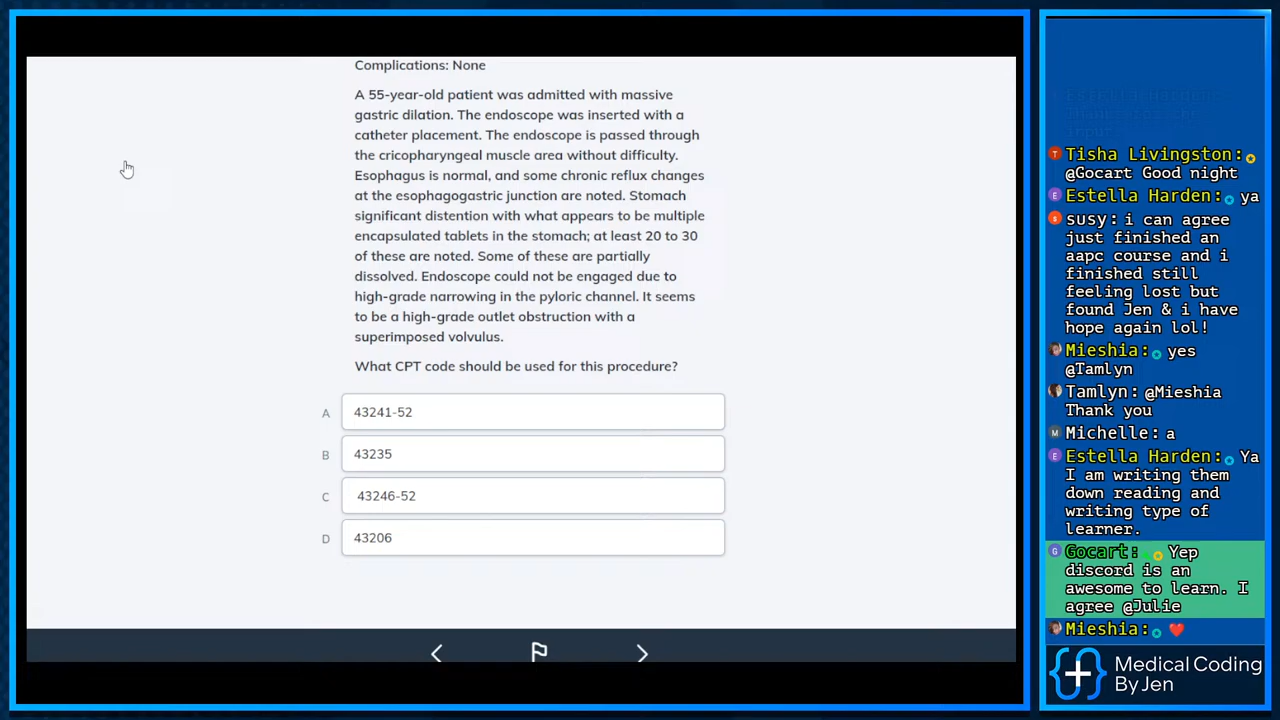 Complications: None
A 55-year-old patient was admitted with massive
gastric dilation. The endoscope was inserted with a
catheter placement. The endoscope is passed through
the cricopharyngeal muscle area without difficulty.
Esophagus is normal, and some chronic reflux changes
at the esophagogastric junction are noted. Stomach
significant distention with what appears to be multiple
encapsulated tablets in the stomach; at least 20 to 30
of these are noted. Some of these are partially
dissolved. Endoscope could not be engaged due to
high-grade narrowing in the pyloric channel. It seems
to be a high-grade outlet obstruction with a
superimposed volvulus.
What CPT code should be used for this procedure?
A 43241-52
B 43235
C 43246-52
D 43206
Tisha Livingston:
@Gocart Good night
Estella Harden: ya
susy: i can agree
just finished an
aapc course and i
finished still
feeling lost but
found Jen & i have
hope again lol!
Mieshia: yes
@Tamlyn
Tamlyn: @Mieshia
Thank you
Michelle: a
Estella Harden: Ya
I am writing them
down reading and
writing type of
learner.
Gocart: Yep
discord is an
awesome to learn. I
agree @Julie
Mieshia: ❤️
Medical Coding
By Jen